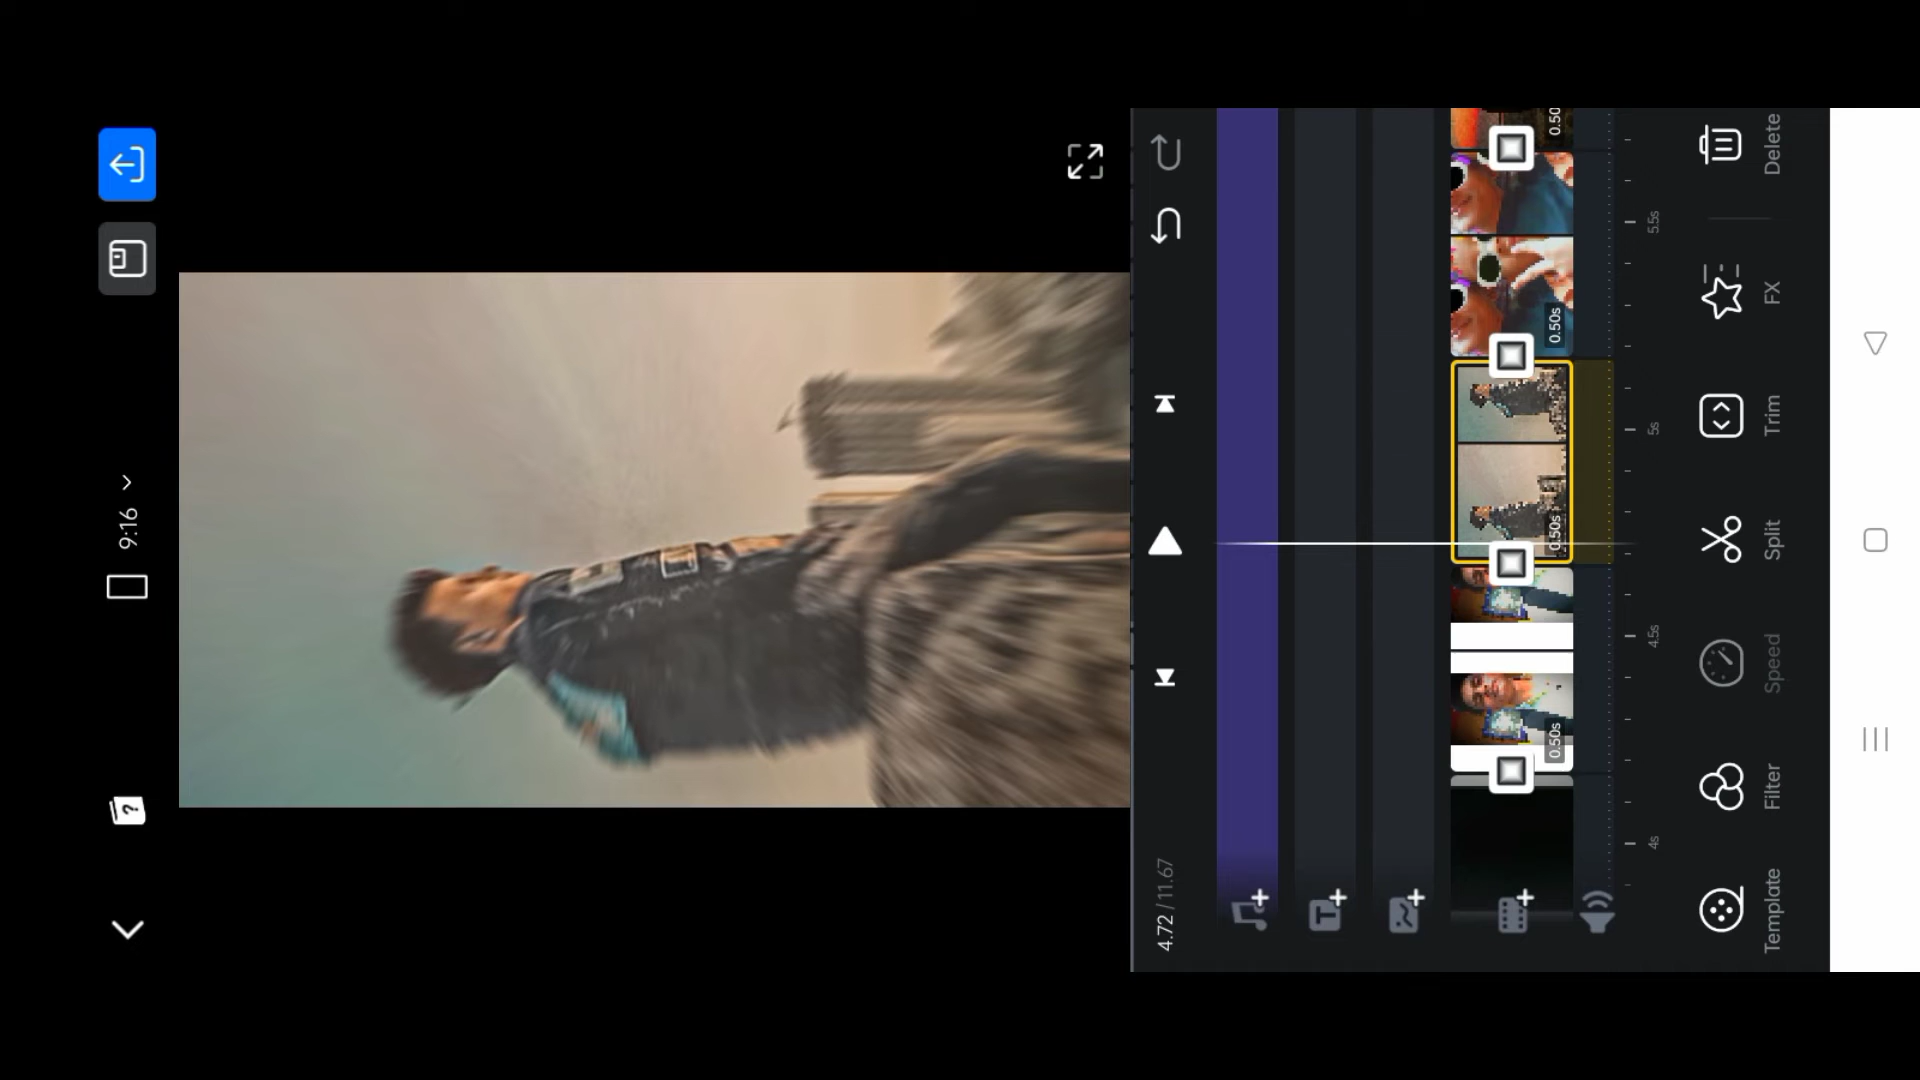 9:16
?
4.72 / 11.67
T
0.50s
0.50s
0.50s
0.50s
4s
4.5s
5s
5.5s
Template
Filter
Speed
Split
Trim
FX
Delete